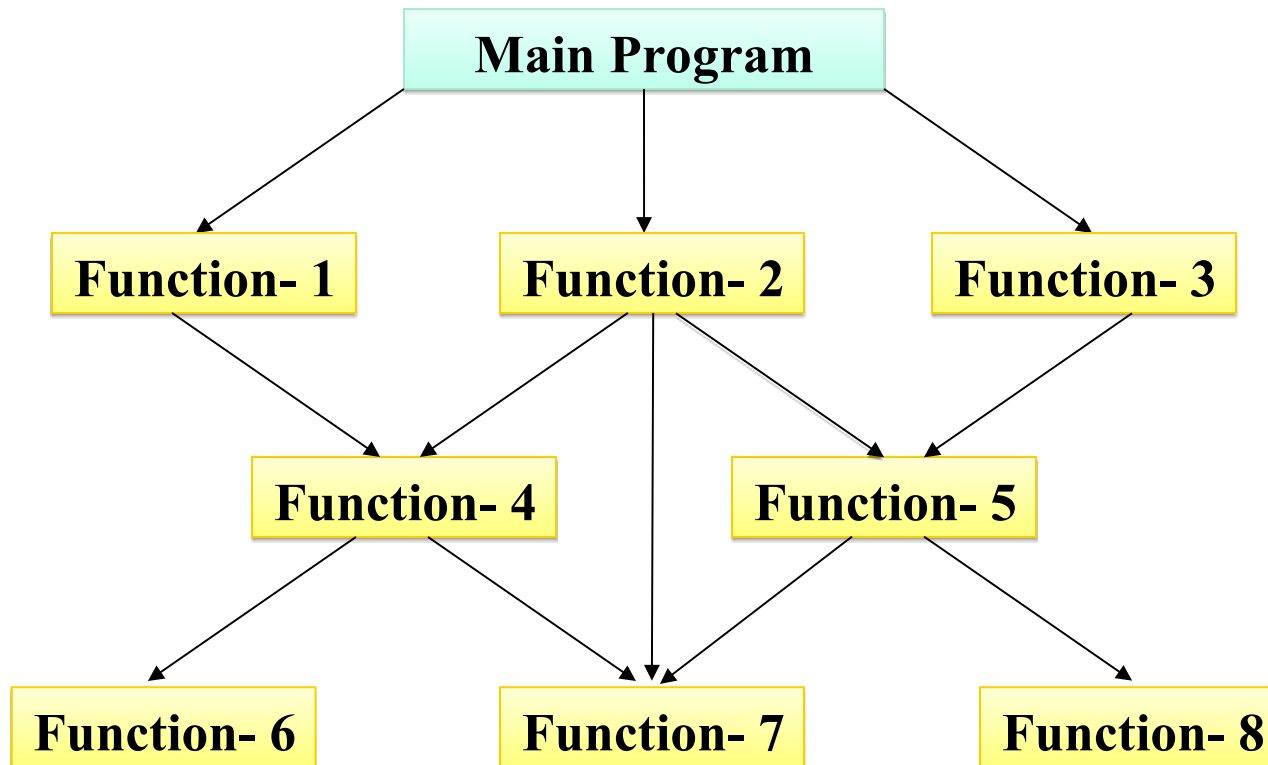 Main Program
Function- 1
Function- 2
Function- 3
Function- 4
Function- 5
Function- 6
Function- 7
Function- 8